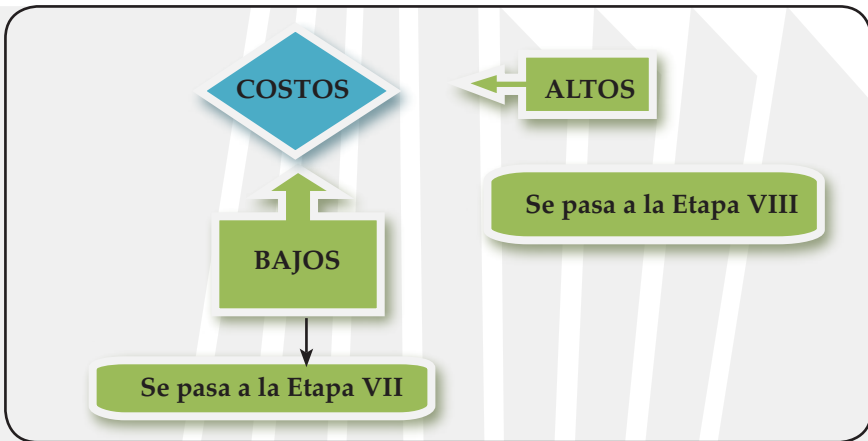 COSTOS
ALTOS
Se pasa a la Etapa VIII
BAJOS
Se pasa a la Etapa VII